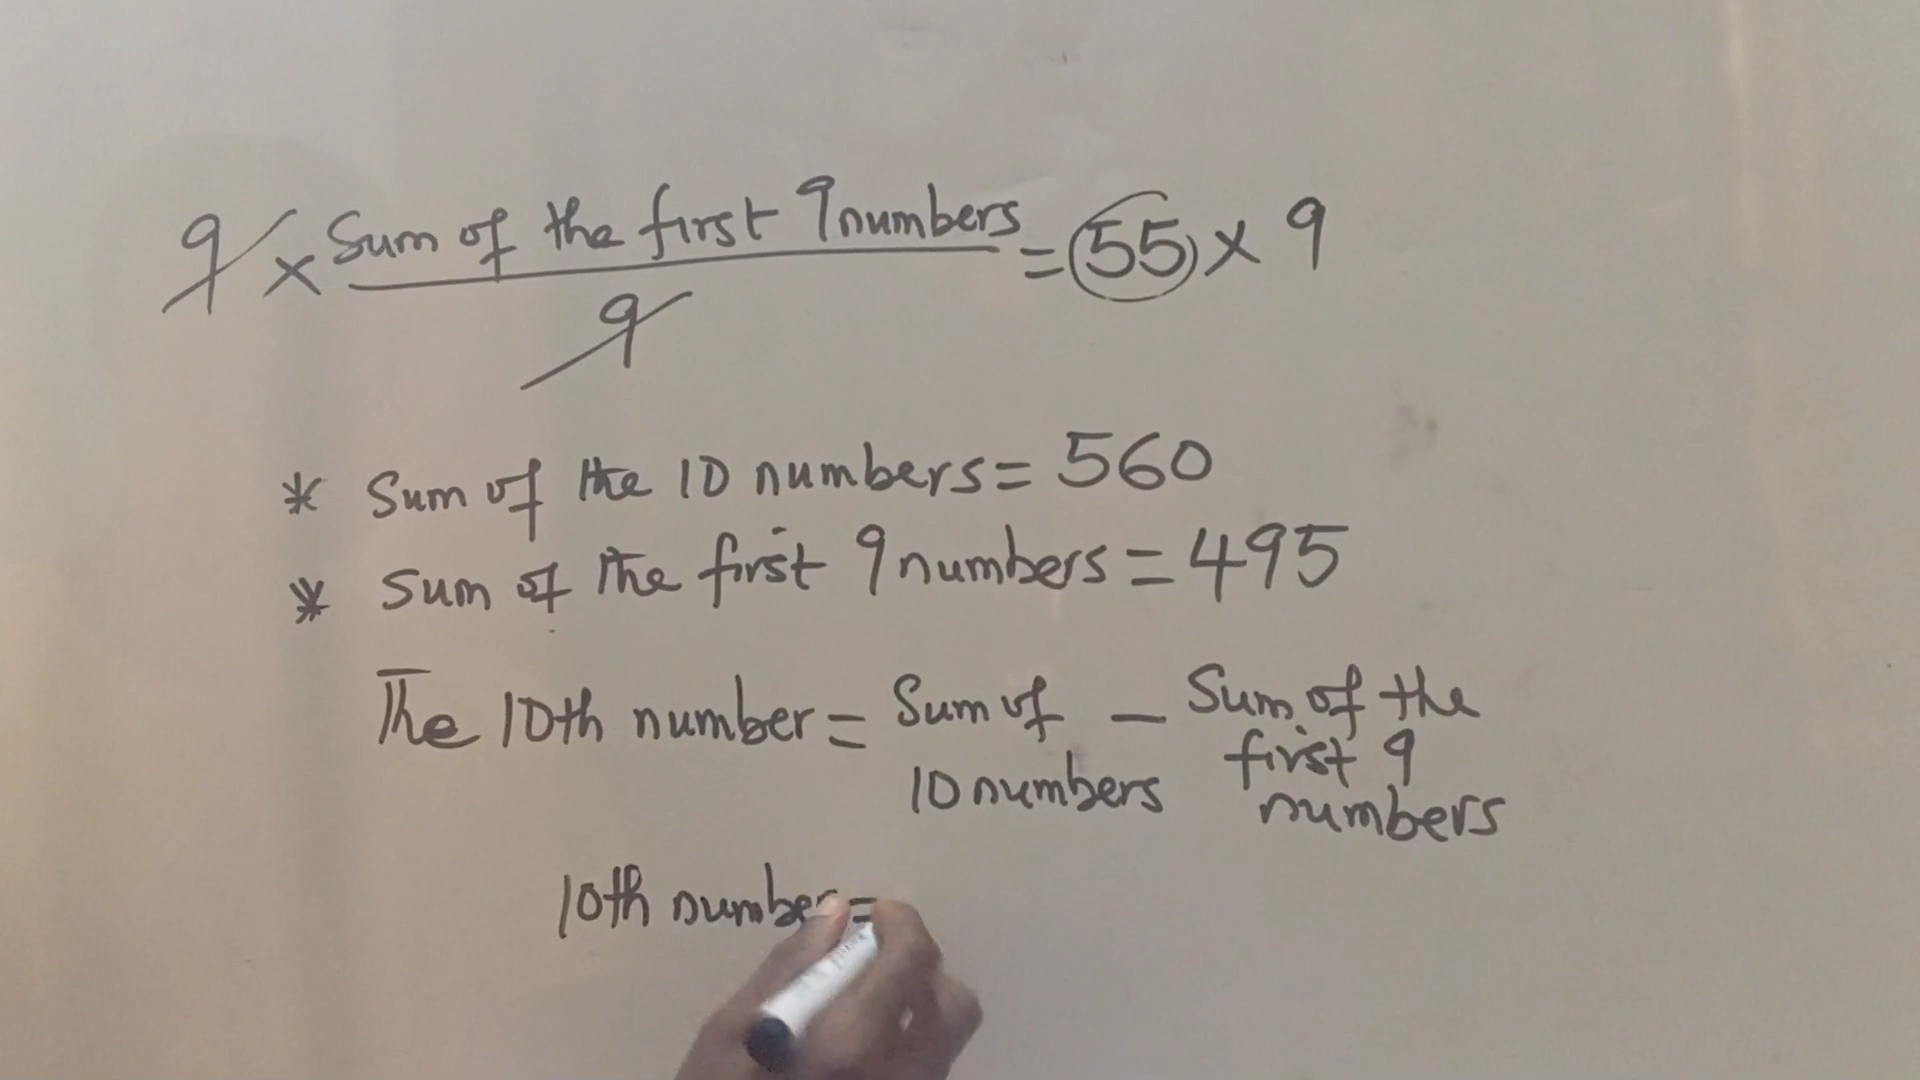 9 × Sum of the first 9 numbers = 55 × 9
9
* Sum of the 10 numbers = 560
* Sum of the first 9 numbers = 495
The 10th number = Sum of 10 numbers − Sum of the first 9 numbers
10th number =